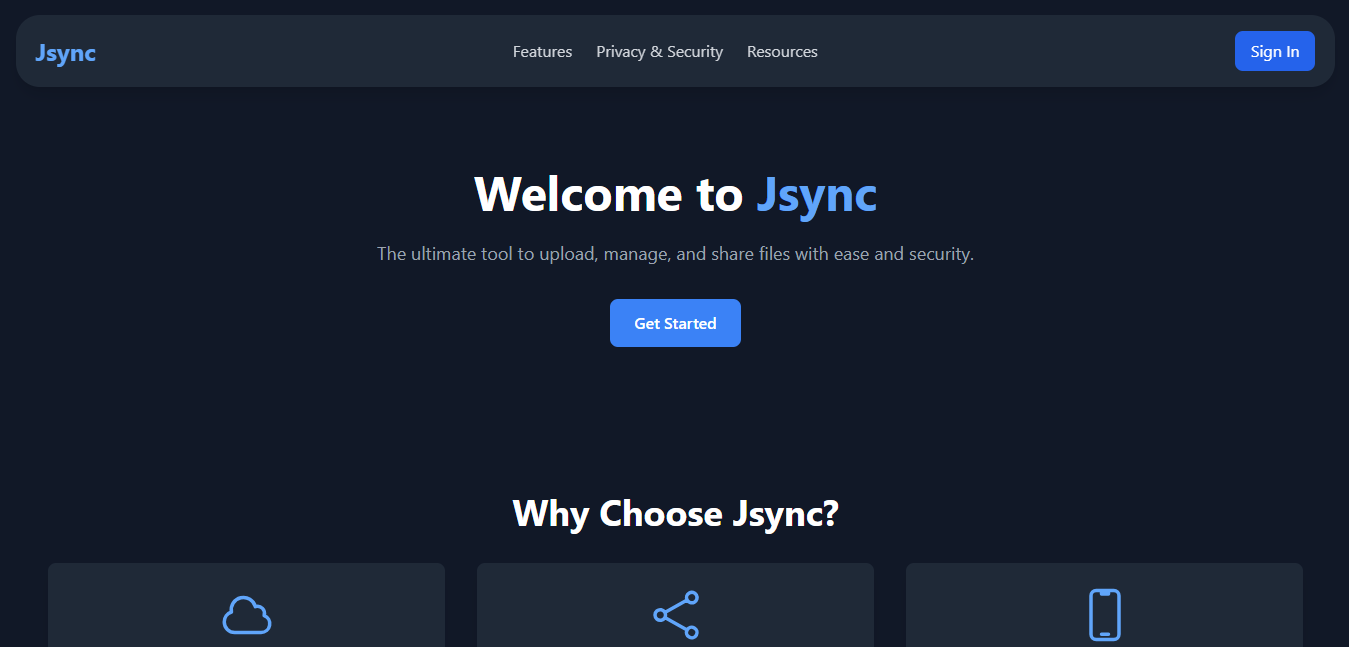 Jsync
Features
Privacy & Security
Resources
Sign In
Welcome to Jsync
The ultimate tool to upload, manage, and share files with ease and security.
Get Started
Why Choose Jsync?